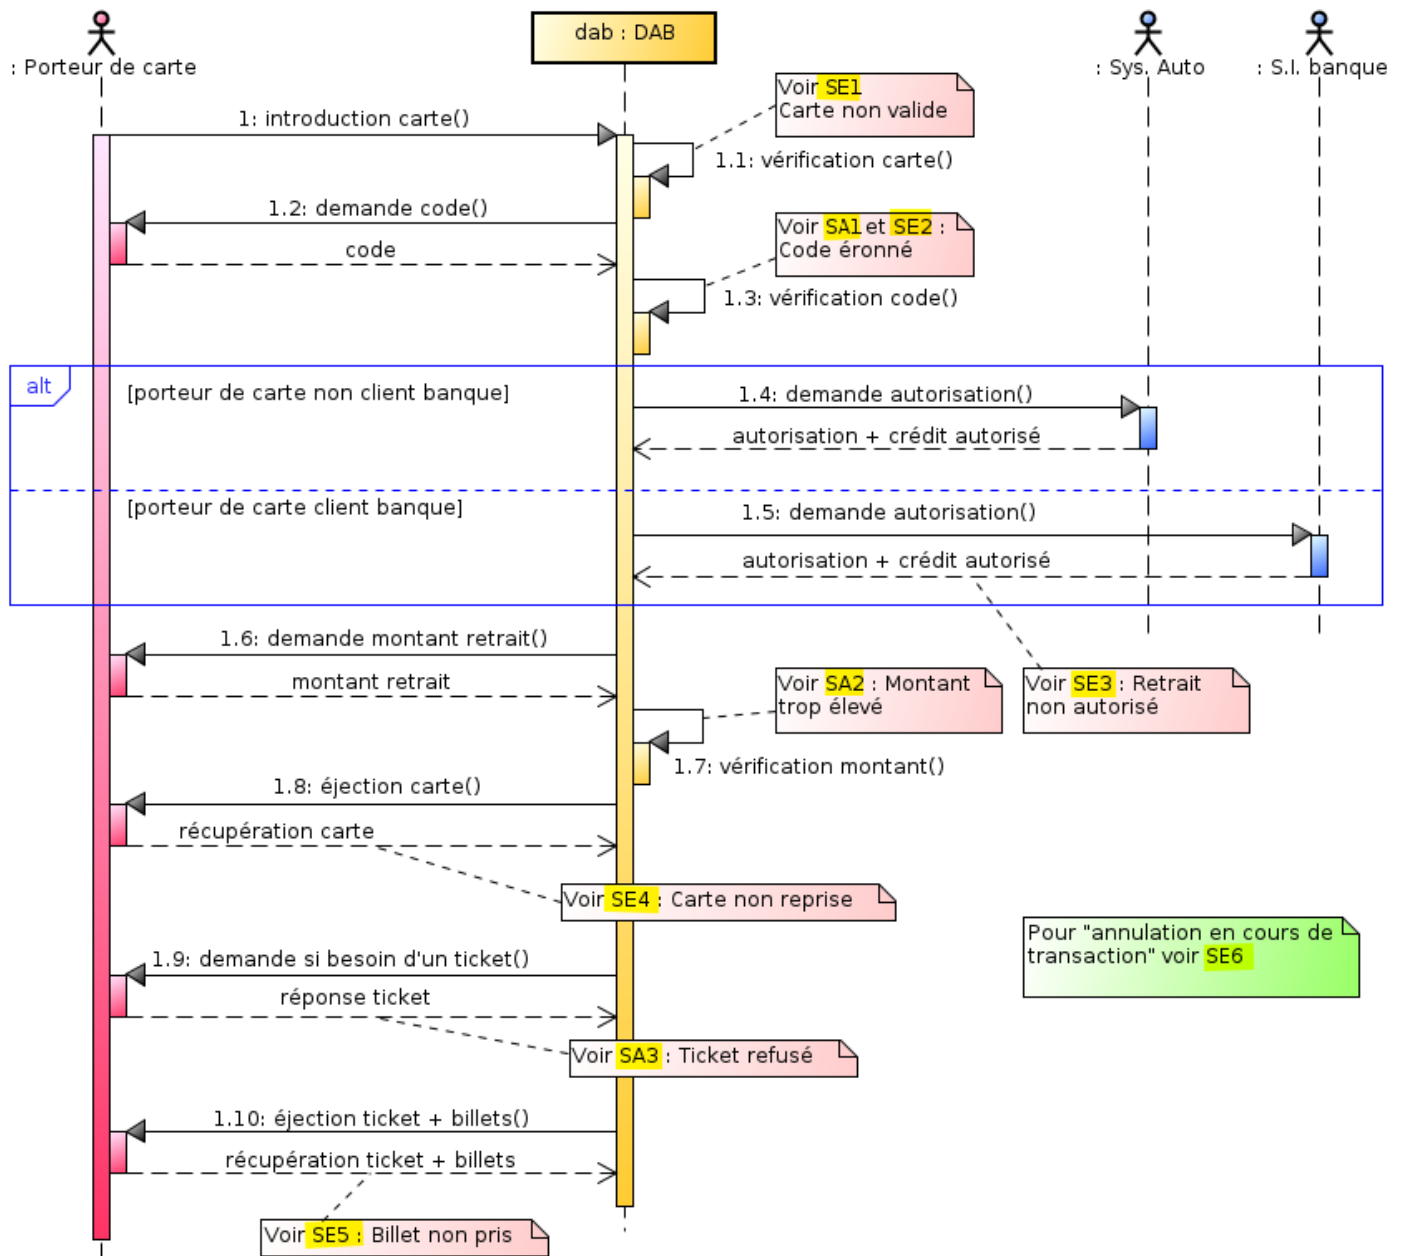 dab : DAB
: Porteur de carte
: Sys. Auto
: S.I. banque
Voir SE1
Carte non valide
1: introduction carte()
1.1: vérification carte()
1.2: demande code()
Voir SA1 et SE2 :
Code éronné
code
1.3: vérification code()
alt
[porteur de carte non client banque]
1.4: demande autorisation()
autorisation + crédit autorisé
[porteur de carte client banque]
1.5: demande autorisation()
autorisation + crédit autorisé
1.6: demande montant retrait()
montant retrait
Voir SA2 : Montant
trop élevé
Voir SE3 : Retrait
non autorisé
1.7: vérification montant()
1.8: éjection carte()
récupération carte
Voir SE4 : Carte non reprise
Pour "annulation en cours de
transaction" voir SE6
1.9: demande si besoin d'un ticket()
réponse ticket
Voir SA3 : Ticket refusé
1.10: éjection ticket + billets()
récupération ticket + billets
Voir SE5 : Billet non pris